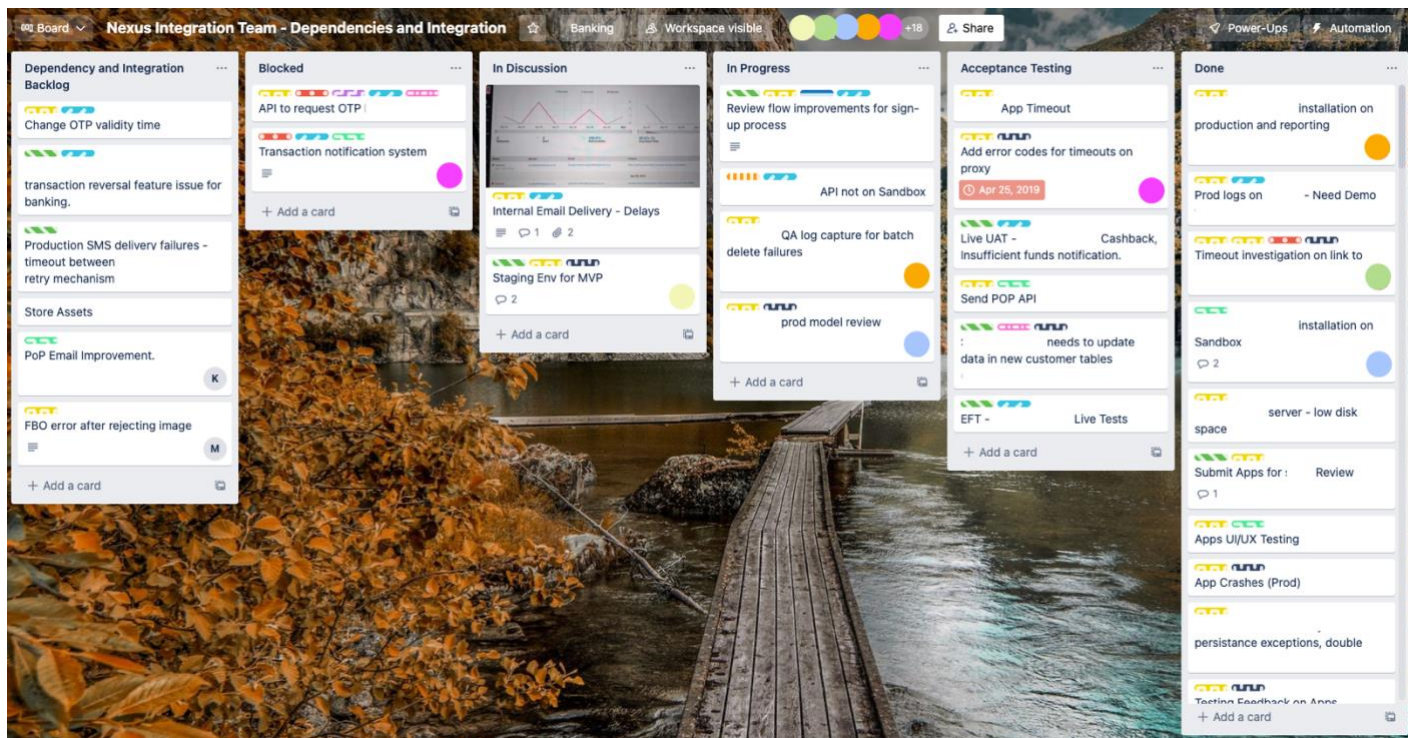 Board
Nexus Integration Team - Dependencies and Integration
Banking
Workspace visible
+18
Share
Power-Ups
Automation
Dependency and Integration
Backlog
Change OTP validity time
transaction reversal feature issue for
banking.
Production SMS delivery failures -
timeout between
retry mechanism
Store Assets
PoP Email Improvement.
K
FBO error after rejecting image
M
+ Add a card
Blocked
API to request OTP
Transaction notification system
+ Add a card
In Discussion
Internal Email Delivery - Delays
1
2
Staging Env for MVP
2
+ Add a card
In Progress
Review flow improvements for sign-
up process
API not on Sandbox
QA log capture for batch
delete failures
prod model review
+ Add a card
Acceptance Testing
App Timeout
Add error codes for timeouts on
proxy
Apr 25, 2019
Live UAT - Cashback,
Insufficient funds notification.
Send POP API
needs to update
data in new customer tables
EFT - Live Tests
+ Add a card
Done
installation on
production and reporting
Prod logs on - Need Demo
Timeout investigation on link to
installation on
Sandbox
2
server - low disk
space
Submit Apps for Review
1
Apps UI/UX Testing
App Crashes (Prod)
persistance exceptions, double
Testing Feedback on Apps
+ Add a card